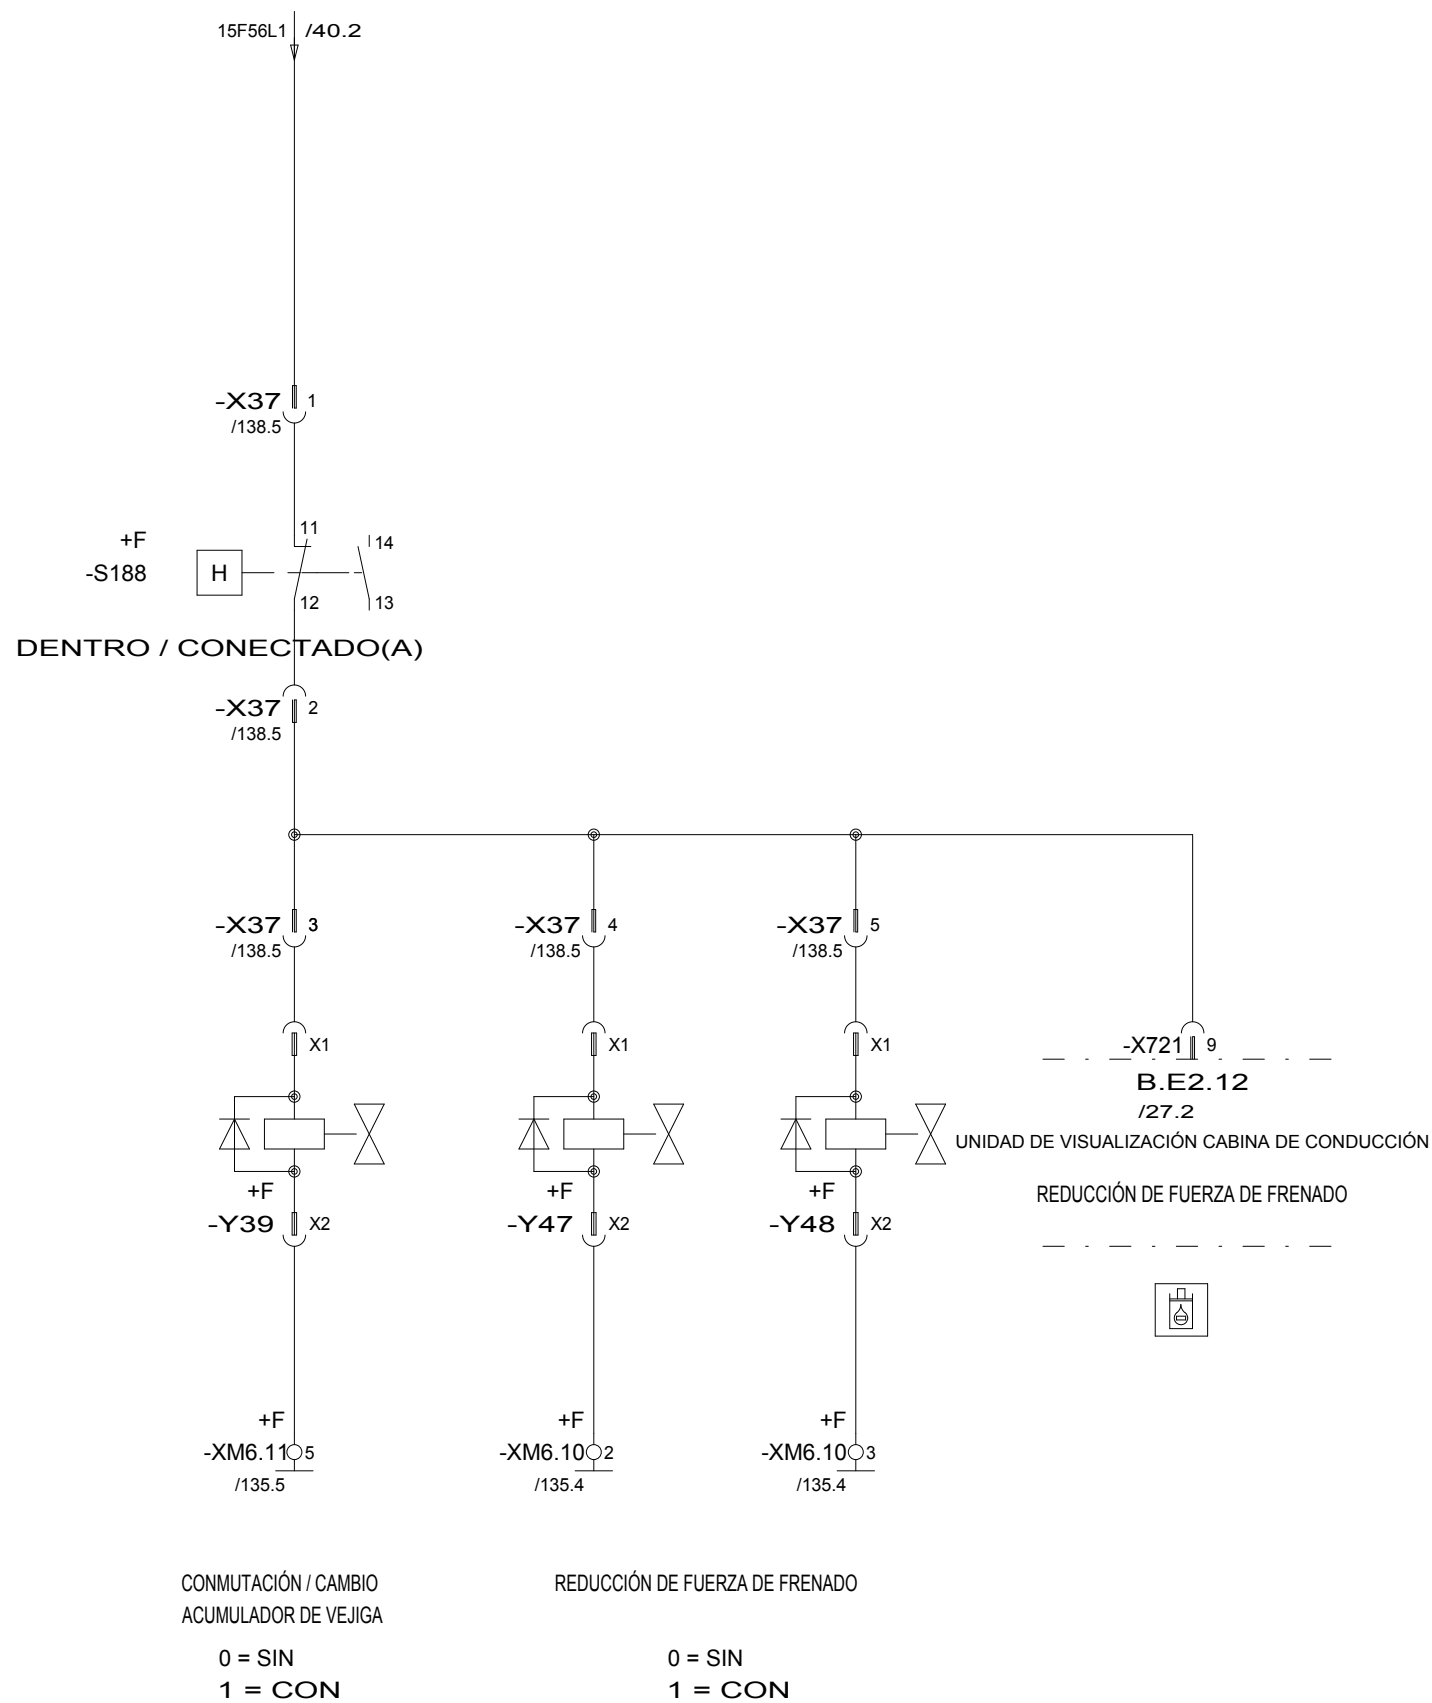 15F56L1 /40.2
-X37 1
/138.5
11
+F 14
-S188 H
12 13
DENTRO / CONECTADO(A)
-X37 2
/138.5
-X37 3 -X37 4 -X37 5
/138.5 /138.5 /138.5
X1 X1 X1 -X721 9
B.E2.12
/27.2
UNIDAD DE VISUALIZACIÓN CABINA DE CONDUCCIÓN
+F +F +F REDUCCIÓN DE FUERZA DE FRENADO
-Y39 X2 -Y47 X2 -Y48 X2
+F +F +F
-XM6.11 5 -XM6.10 2 -XM6.10 3
/135.5 /135.4 /135.4
CONMUTACIÓN / CAMBIO REDUCCIÓN DE FUERZA DE FRENADO
ACUMULADOR DE VEJIGA
0 = SIN 0 = SIN
1 = CON 1 = CON